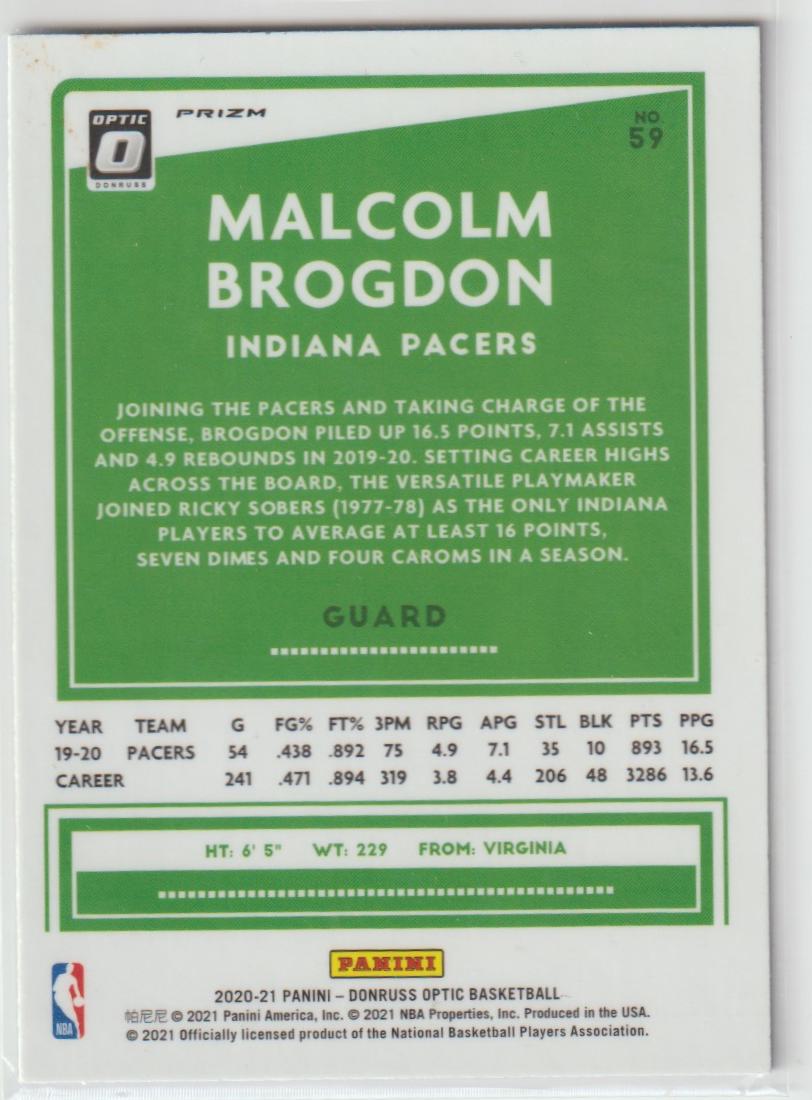 OPTIC
O
DONRUSS
PRIZM
NO.
59
MALCOLM
BROGDON
INDIANA PACERS
JOINING THE PACERS AND TAKING CHARGE OF THE
OFFENSE, BROGDON PILED UP 16.5 POINTS, 7.1 ASSISTS
AND 4.9 REBOUNDS IN 2019-20. SETTING CAREER HIGHS
ACROSS THE BOARD, THE VERSATILE PLAYMAKER
JOINED RICKY SOBERS (1977-78) AS THE ONLY INDIANA
PLAYERS TO AVERAGE AT LEAST 16 POINTS,
SEVEN DIMES AND FOUR CAROMS IN A SEASON.
GUARD
YEAR TEAM G FG% FT% 3PM RPG APG STL BLK PTS PPG
19-20 PACERS 54 .438 .892 75 4.9 7.1 35 10 893 16.5
CAREER 241 .471 .894 319 3.8 4.4 206 48 3286 13.6
HT: 6' 5" WT: 229 FROM: VIRGINIA
PANINI
2020-21 PANINI – DONRUSS OPTIC BASKETBALL
帕尼尼 © 2021 Panini America, Inc. © 2021 NBA Properties, Inc. Produced in the USA.
© 2021 Officially licensed product of the National Basketball Players Association.
NBA